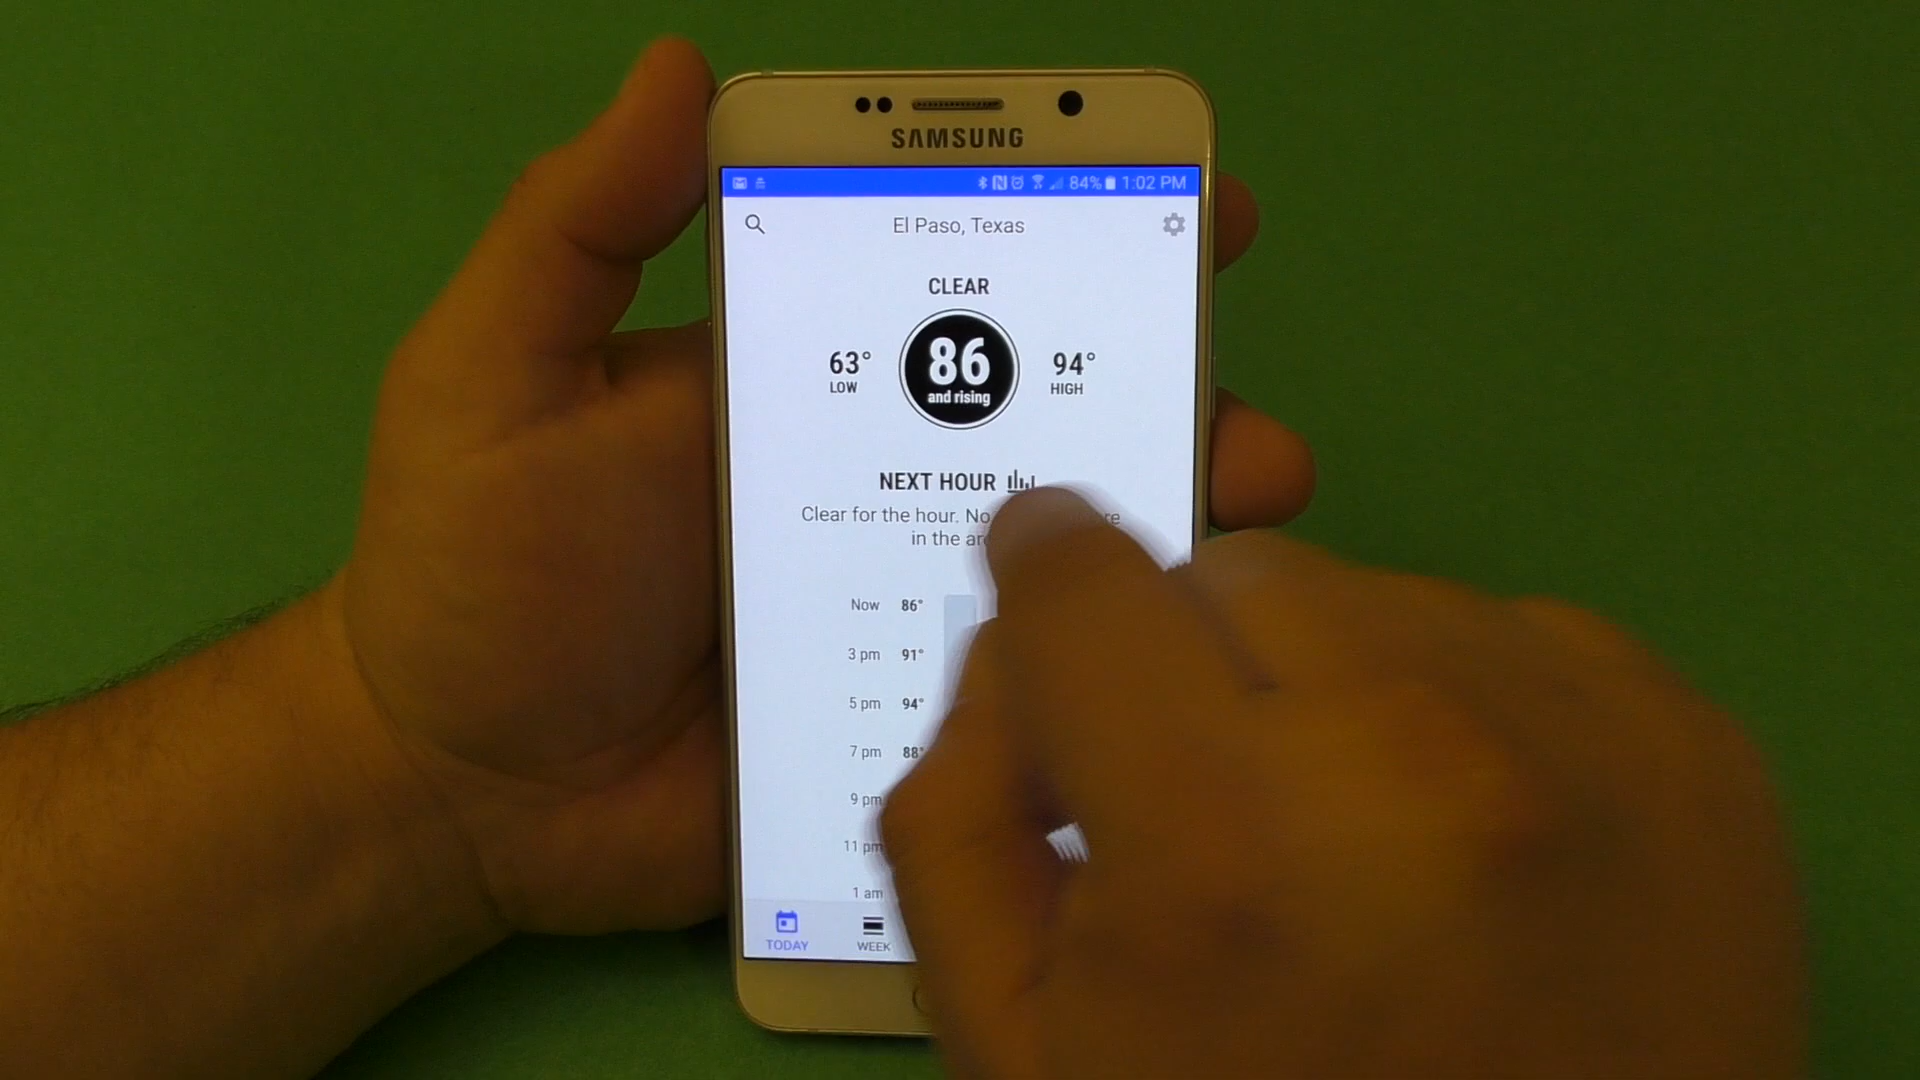 SAMSUNG
84% 1:02 PM
El Paso, Texas
CLEAR
63° 86 94°
LOW and rising HIGH
NEXT HOUR
Clear for the hour. No
in the
Now 86°
3 pm 91°
5 pm 94°
7 pm 88°
9 pm
11 pm
1 am
TODAY WEEK